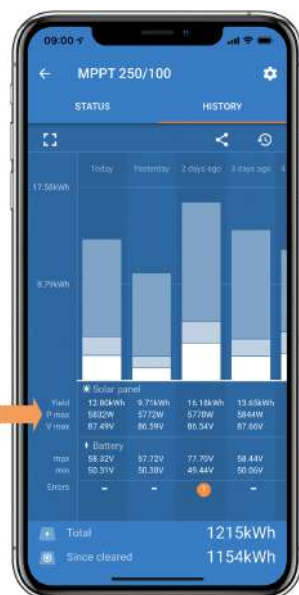 09:00
MPPT 250/100
STATUS HISTORY
Today Yesterday 2 days ago 3 days ago
17.58kWh
8.79kWh
Solar panel
Yield 12.80kWh 9.71kWh 16.18kWh 13.65kWh
P max 5832W 5772W 5770W 5844W
V max 87.49V 86.59V 86.54V 87.66V
Battery
max 58.32V 57.72V 77.70V 58.44V
min 50.31V 50.38V 49.44V 50.06V
Errors - - 1 -
Total 1215kWh
Since cleared 1154kWh